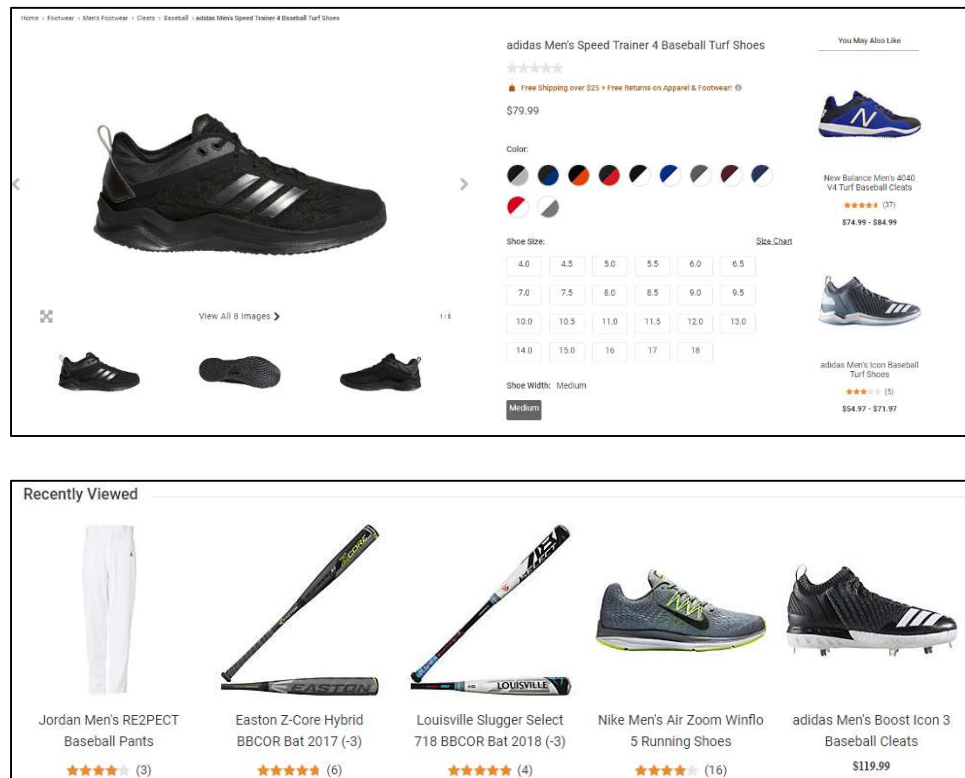 Home > Footwear > Men's Footwear > Cleats > Baseball > adidas Men's Speed Trainer 4 Baseball Turf Shoes
adidas Men's Speed Trainer 4 Baseball Turf Shoes
Free Shipping over $25 + Free Returns on Apparel & Footwear!
$79.99
Color:
Shoe Size:
Size Chart
4.0 4.5 5.0 5.5 6.0 6.5
7.0 7.5 8.0 8.5 9.0 9.5
10.0 10.5 11.0 11.5 12.0 13.0
14.0 15.0 16 17 18
Shoe Width: Medium
Medium
View All 8 Images >
1/8
You May Also Like
N
New Balance Men's 4040
V4 Turf Baseball Cleats
(37)
$74.99 - $84.99
adidas Men's Icon Baseball
Turf Shoes
(5)
$54.97 - $71.97
Recently Viewed
Jordan Men's RE2PECT
Baseball Pants
(3)
Z-CORE
EASTON
Easton Z-Core Hybrid
BBCOR Bat 2017 (-3)
(6)
SELECT
LOUISVILLE
Louisville Slugger Select
718 BBCOR Bat 2018 (-3)
(4)
Nike Men's Air Zoom Winflo
5 Running Shoes
(16)
adidas Men's Boost Icon 3
Baseball Cleats
$119.99